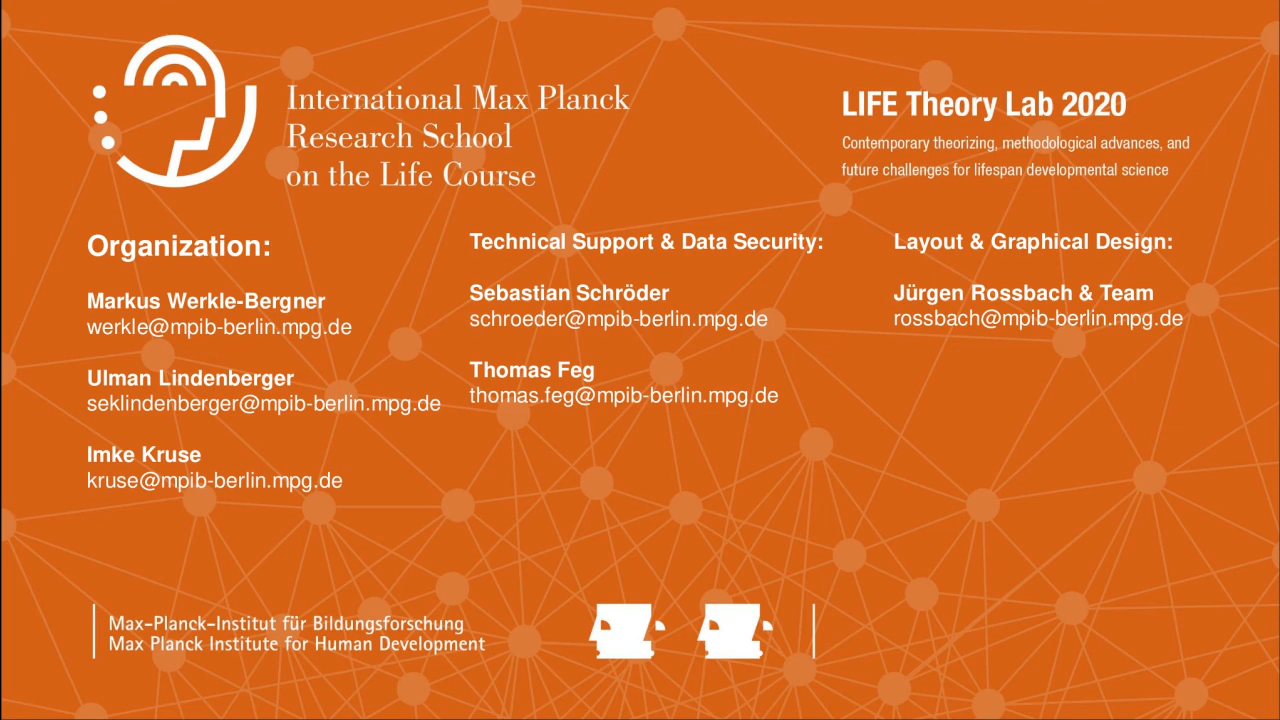 International Max Planck
Research School
on the Life Course
LIFE Theory Lab 2020
Contemporary theorizing, methodological advances, and
future challenges for lifespan developmental science
Organization:
Markus Werkle-Bergner
werkle@mpib-berlin.mpg.de
Ulman Lindenberger
seklindenberger@mpib-berlin.mpg.de
Imke Kruse
kruse@mpib-berlin.mpg.de
Technical Support & Data Security:
Sebastian Schröder
schroeder@mpib-berlin.mpg.de
Thomas Feg
thomas.feg@mpib-berlin.mpg.de
Layout & Graphical Design:
Jürgen Rossbach & Team
rossbach@mpib-berlin.mpg.de
Max-Planck-Institut für Bildungsforschung
Max Planck Institute for Human Development